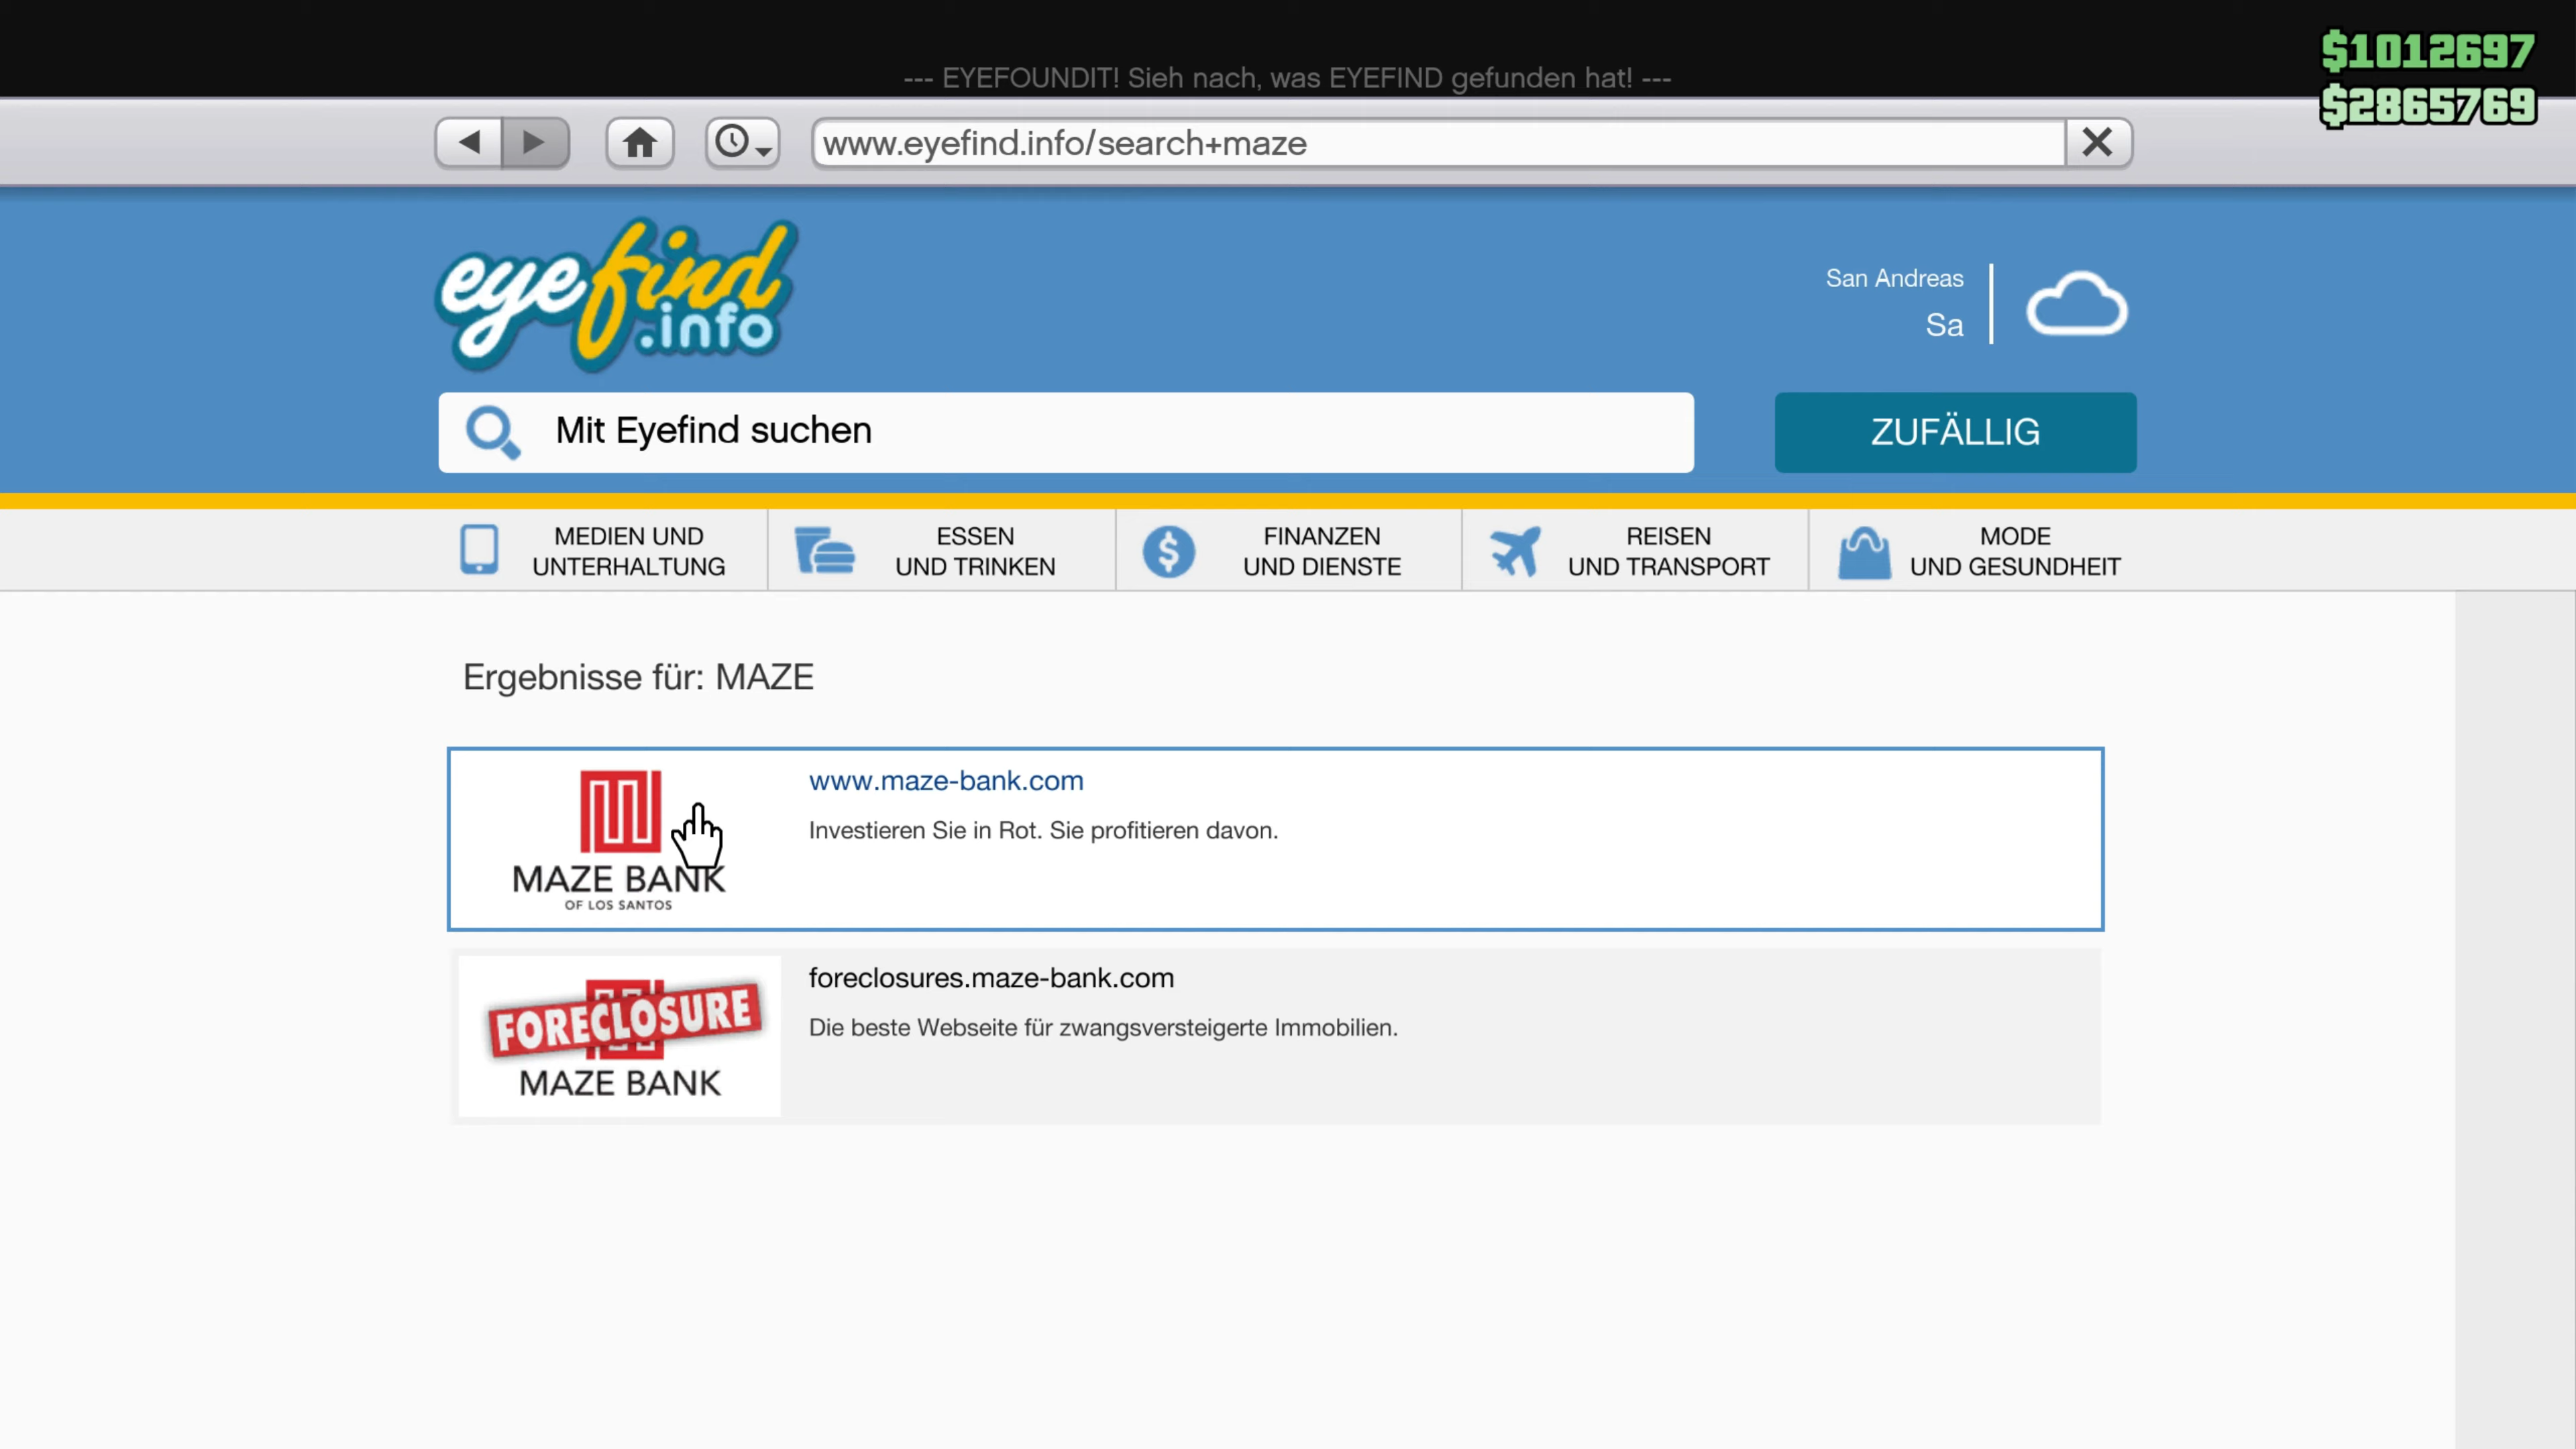 --- EYEFOUNDIT! Sieh nach, was EYEFIND gefunden hat! ---
$1012697
$2865769
www.eyefind.info/search+maze
eyefind
.info
San Andreas
Sa
Mit Eyefind suchen
ZUFÄLLIG
MEDIEN UND
UNTERHALTUNG
ESSEN
UND TRINKEN
FINANZEN
UND DIENSTE
REISEN
UND TRANSPORT
MODE
UND GESUNDHEIT
Ergebnisse für: MAZE
www.maze-bank.com
Investieren Sie in Rot. Sie profitieren davon.
MAZE BANK
OF LOS SANTOS
foreclosures.maze-bank.com
Die beste Webseite für zwangsversteigerte Immobilien.
FORECLOSURE
MAZE BANK